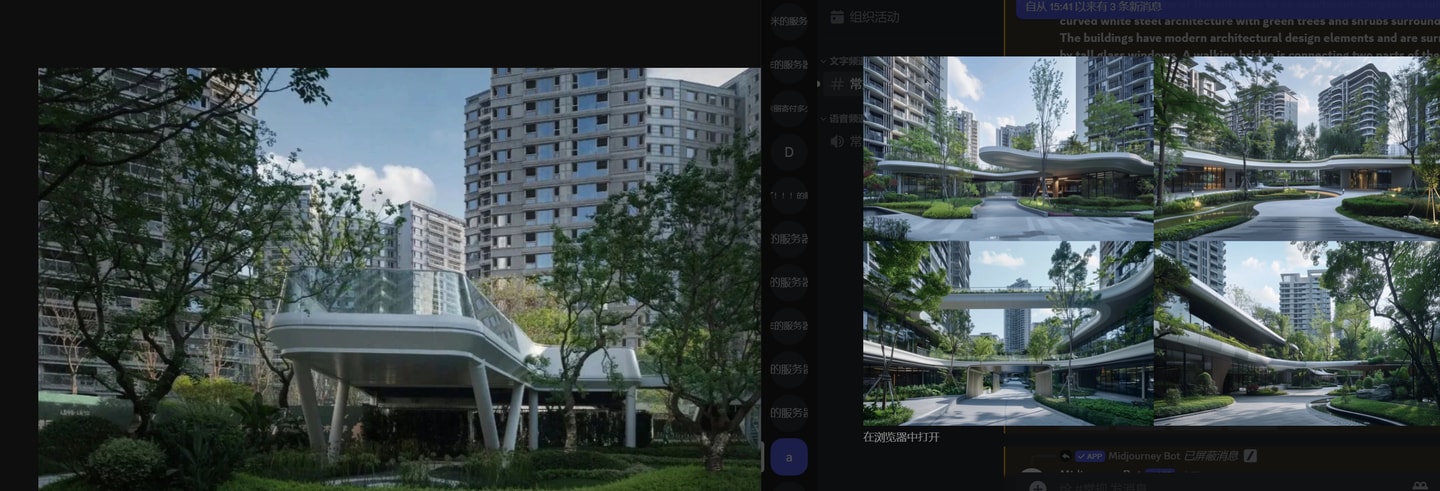 米的服务
的服务器
D
的服务器
的服务器
的服务器
的服务器
的服务器
a
组织活动
文字频道
# 常
语音频道
常
自从 15:41 以来有 3 条新消息
curved white steel architecture with green trees and shrubs surround
The buildings have modern architectural design elements and are surr
by tall glass windows. A walking bridge is connecting two parts of the
在浏览器中打开
APP Midjourney Bot 已屏蔽消息